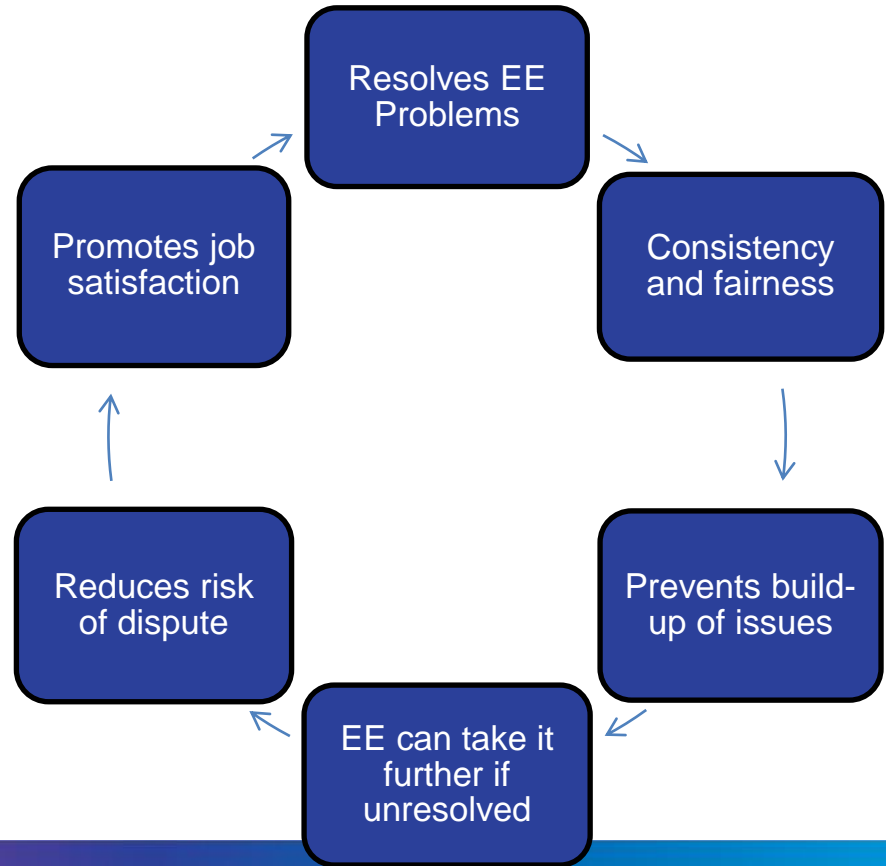 Resolves EE
Problems
Consistency
and fairness
Prevents build-
up of issues
EE can take it
further if
unresolved
Reduces risk
of dispute
Promotes job
satisfaction